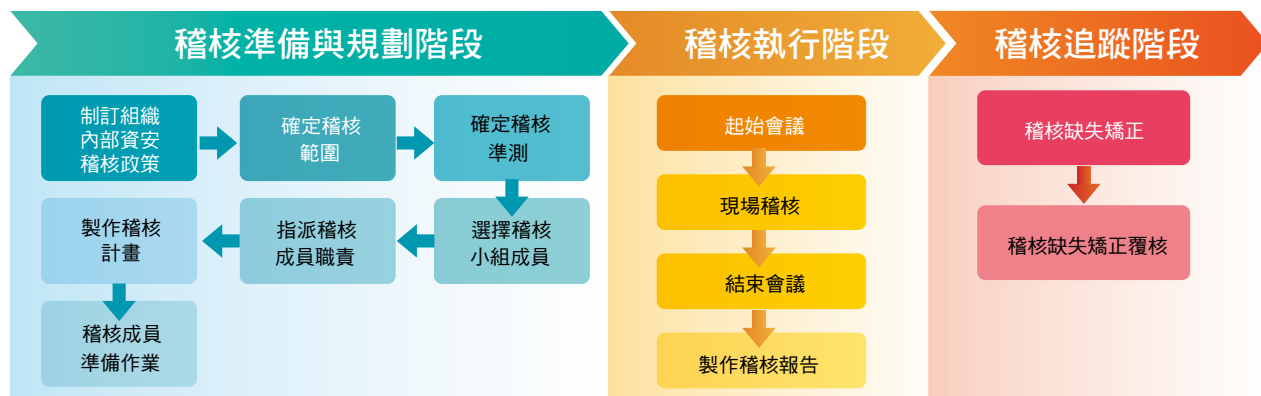 稽核準備與規劃階段
制訂組織
內部資安
稽核政策
確定稽核
範圍
確定稽核
準測
選擇稽核
小組成員
指派稽核
成員職責
製作稽核
計畫
稽核成員
準備作業
稽核執行階段
起始會議
現場稽核
結束會議
製作稽核報告
稽核追蹤階段
稽核缺失矯正
稽核缺失矯正覆核